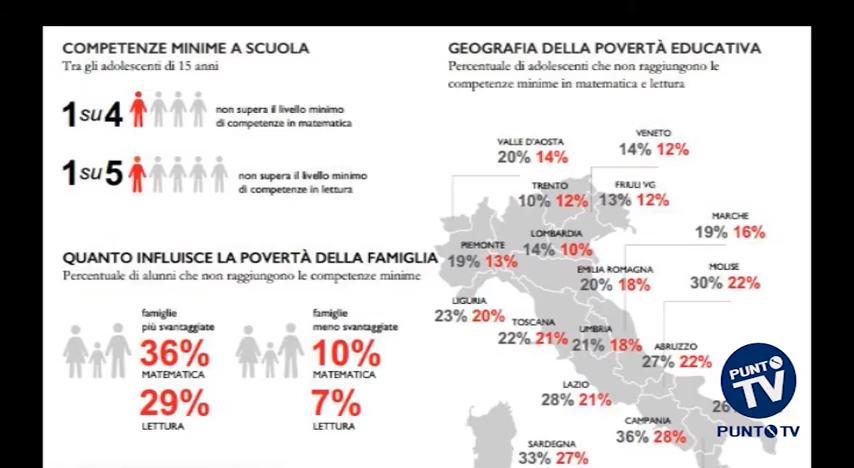 COMPETENZE MINIME A SCUOLA
Tra gli adolescenti di 15 anni
1 su 4
non supera il livello minimo
di competenze in matematica
1 su 5
non supera il livello minimo
di competenze in lettura
QUANTO INFLUISCE LA POVERTÀ DELLA FAMIGLIA
Percentuale di alunni che non raggiungono le competenze minime
famiglie
più svantaggiate
36%
MATEMATICA
29%
LETTURA
famiglie
meno svantaggiate
10%
MATEMATICA
7%
LETTURA
GEOGRAFIA DELLA POVERTÀ EDUCATIVA
Percentuale di adolescenti che non raggiungono le
competenze minime in matematica e lettura
VALLE D'AOSTA
20% 14%
VENETO
14% 12%
TRENTO
10% 12%
FRIULI VG
13% 12%
MARCHE
19% 16%
LOMBARDIA
14% 10%
PIEMONTE
19% 13%
EMILIA ROMAGNA
20% 18%
MOLISE
30% 22%
LIGURIA
23% 20%
TOSCANA
22% 21%
UMBRIA
21% 18%
ABRUZZO
27% 22%
LAZIO
28% 21%
CAMPANIA
36% 28%
SARDEGNA
33% 27%
PUNTO
TV
PUNTO TV